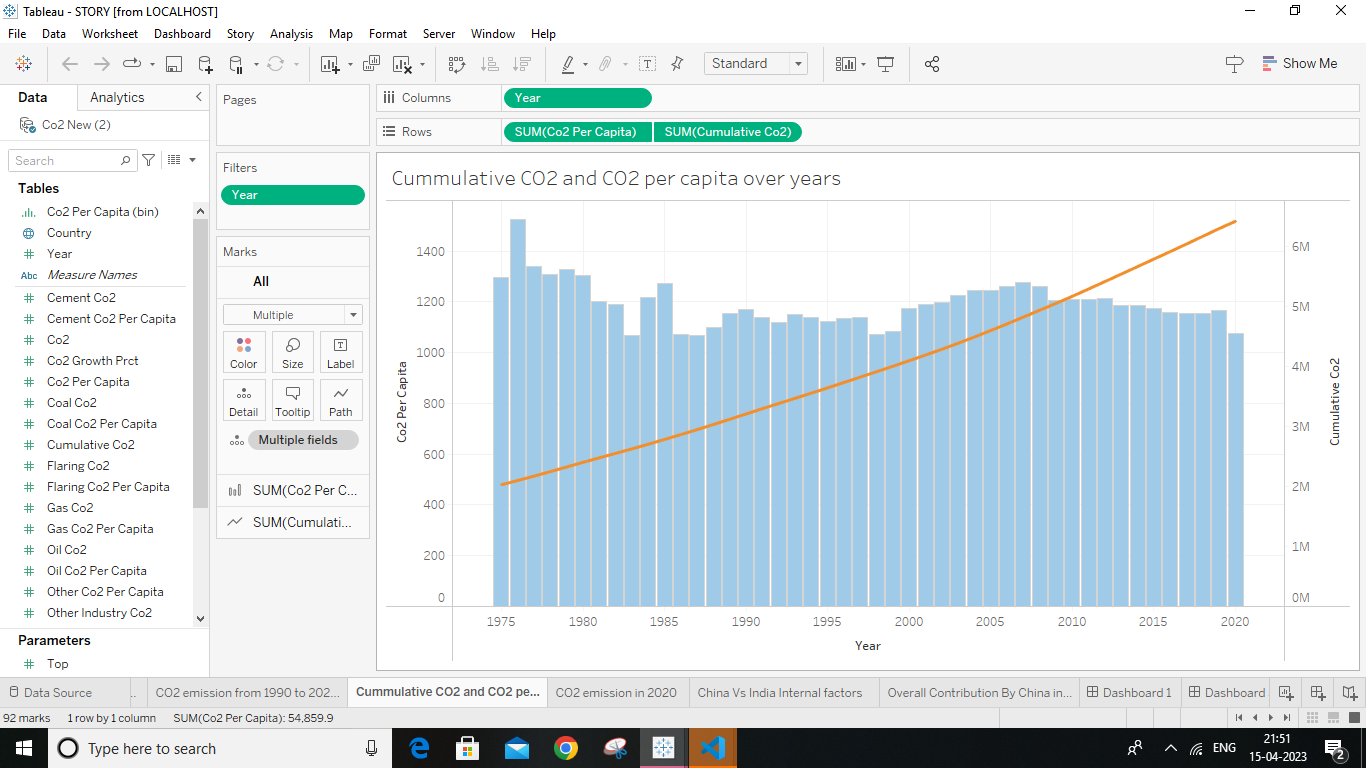 Tableau - STORY [from LOCALHOST]
File Data Worksheet Dashboard Story Analysis Map Format Server Window Help
Standard
Show Me
Data Analytics
Co2 New (2)
Search
Tables
Co2 Per Capita (bin)
Country
Year
Abc Measure Names
Cement Co2
Cement Co2 Per Capita
Co2
Co2 Growth Prct
Co2 Per Capita
Coal Co2
Coal Co2 Per Capita
Cumulative Co2
Flaring Co2
Flaring Co2 Per Capita
Gas Co2
Gas Co2 Per Capita
Oil Co2
Oil Co2 Per Capita
Other Co2 Per Capita
Other Industry Co2
Parameters
Top
Pages
Filters
Year
Marks
All
Multiple
Color Size Label
Detail Tooltip Path
Multiple fields
SUM(Co2 Per C...
SUM(Cumulati...
Columns Year
Rows SUM(Co2 Per Capita) SUM(Cumulative Co2)
Cummulative CO2 and CO2 per capita over years
Co2 Per Capita
1400
1200
1000
800
600
400
200
0
6M
5M
4M
3M
2M
1M
0M
Cumulative Co2
1975 1980 1985 1990 1995 2000 2005 2010 2015 2020
Year
Data Source .. CO2 emission from 1990 to 202... Cummulative CO2 and CO2 pe... CO2 emission in 2020 China Vs India Internal factors Overall Contribution By China in... Dashboard 1 Dashboard
92 marks 1 row by 1 column SUM(Co2 Per Capita): 54,859.9
Type here to search
ENG
21:51
15-04-2023
2